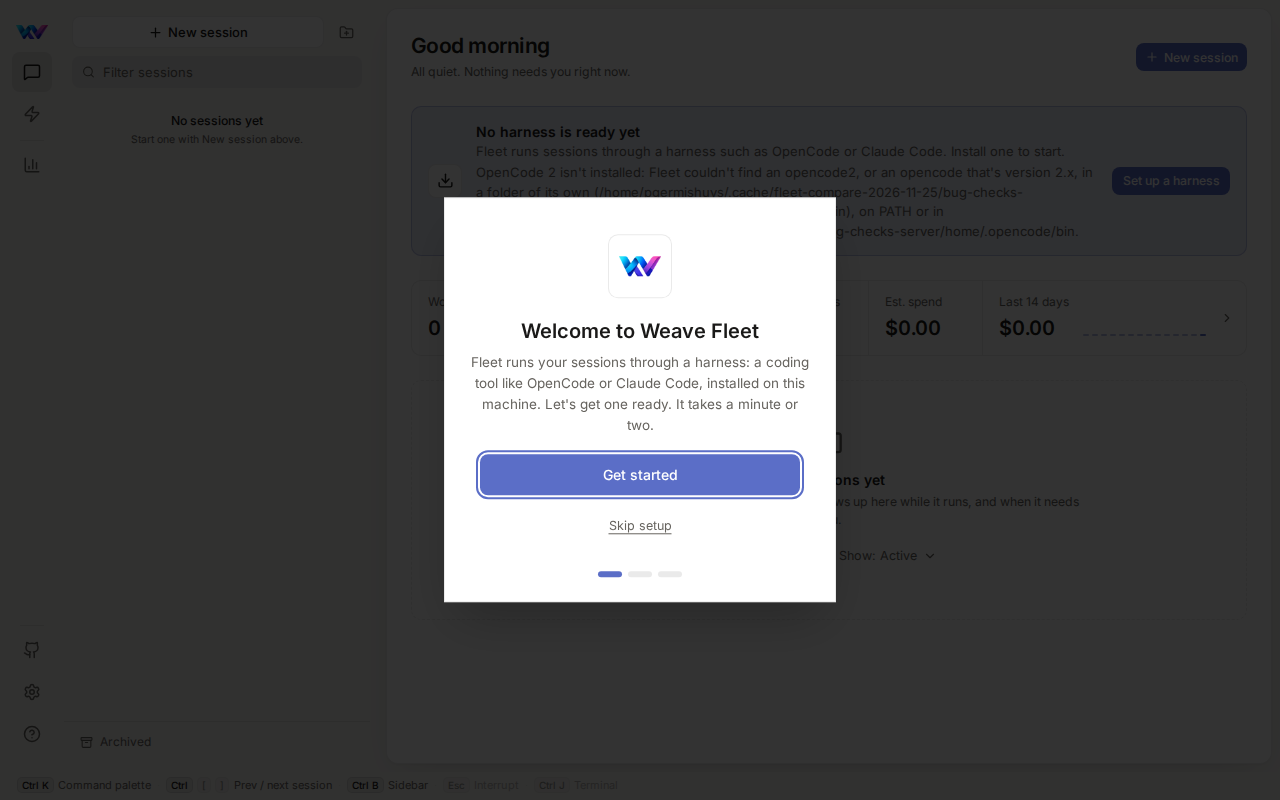 New session
Filter sessions
No sessions yet
Start one with New session above.
Archived
Good morning
All quiet. Nothing needs you right now.
New session
No harness is ready yet
Fleet runs sessions through a harness such as OpenCode or Claude Code. Install one to start.
OpenCode 2 isn't installed: Fleet couldn't find an opencode2, or an opencode that's version 2.x, in
a folder of its own (/home/pgermishuys/.cache/fleet-compare-2026-11-25/bug-checks-
in), on PATH or in
g-checks-server/home/.opencode/bin.
Set up a harness
Est. spend
Last 14 days
0
$0.00
$0.00
Welcome to Weave Fleet
Fleet runs your sessions through a harness: a coding
tool like OpenCode or Claude Code, installed on this
machine. Let's get one ready. It takes a minute or
two.
Get started
Skip setup
ons yet
ws up here while it runs, and when it needs
Show: Active
Ctrl K Command palette Ctrl [ ] Prev / next session Ctrl B Sidebar Esc Interrupt Ctrl J Terminal